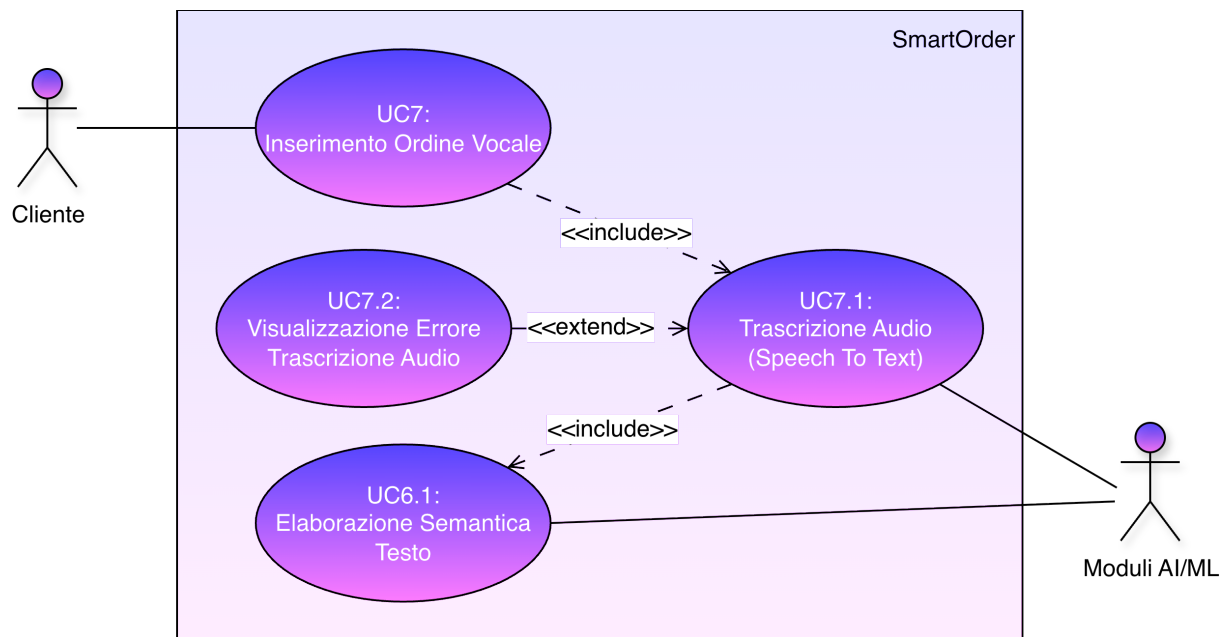 SmartOrder
UC7:
Inserimento Ordine Vocale
Cliente
<<include>>
UC7.2:
Visualizzazione Errore
Trascrizione Audio
<<extend>>
UC7.1:
Trascrizione Audio
(Speech To Text)
<<include>>
UC6.1:
Elaborazione Semantica
Testo
Moduli AI/ML